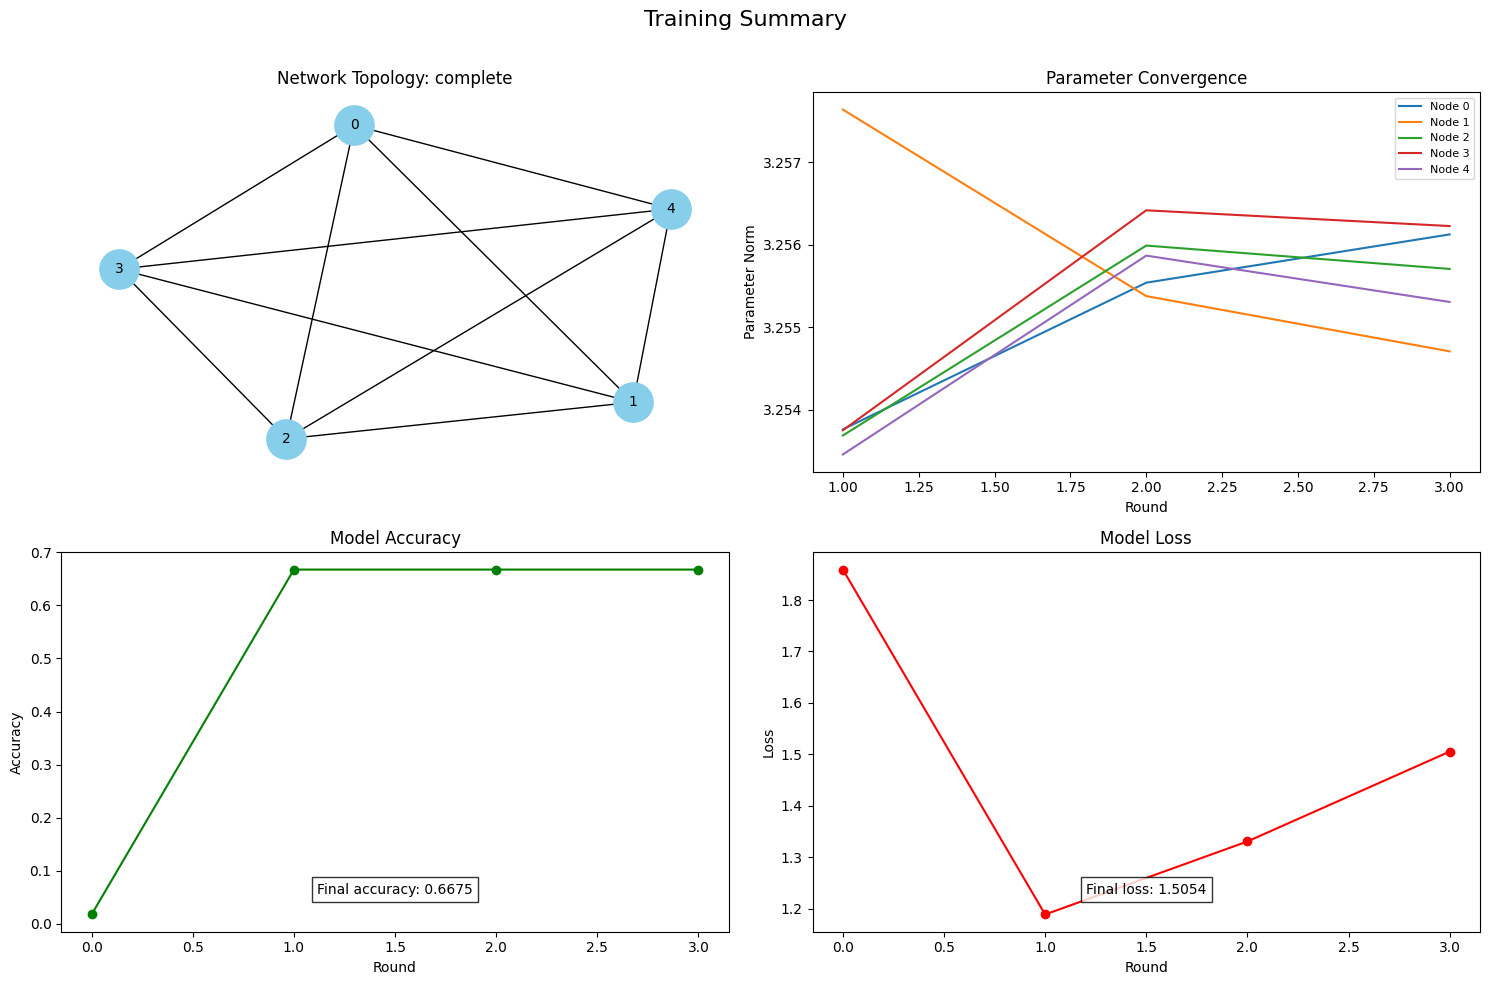 Training Summary
Network Topology: complete
0
4
3
1
2
Parameter Convergence
Node 0
Node 1
Node 2
Node 3
Node 4
3.257
3.256
3.255
3.254
Parameter Norm
1.00 1.25 1.50 1.75 2.00 2.25 2.50 2.75 3.00
Round
Model Accuracy
0.7
0.6
0.5
0.4
0.3
0.2
0.1
0.0
Accuracy
Final accuracy: 0.6675
0.0 0.5 1.0 1.5 2.0 2.5 3.0
Round
Model Loss
1.8
1.7
1.6
1.5
1.4
1.3
1.2
Loss
Final loss: 1.5054
0.0 0.5 1.0 1.5 2.0 2.5 3.0
Round